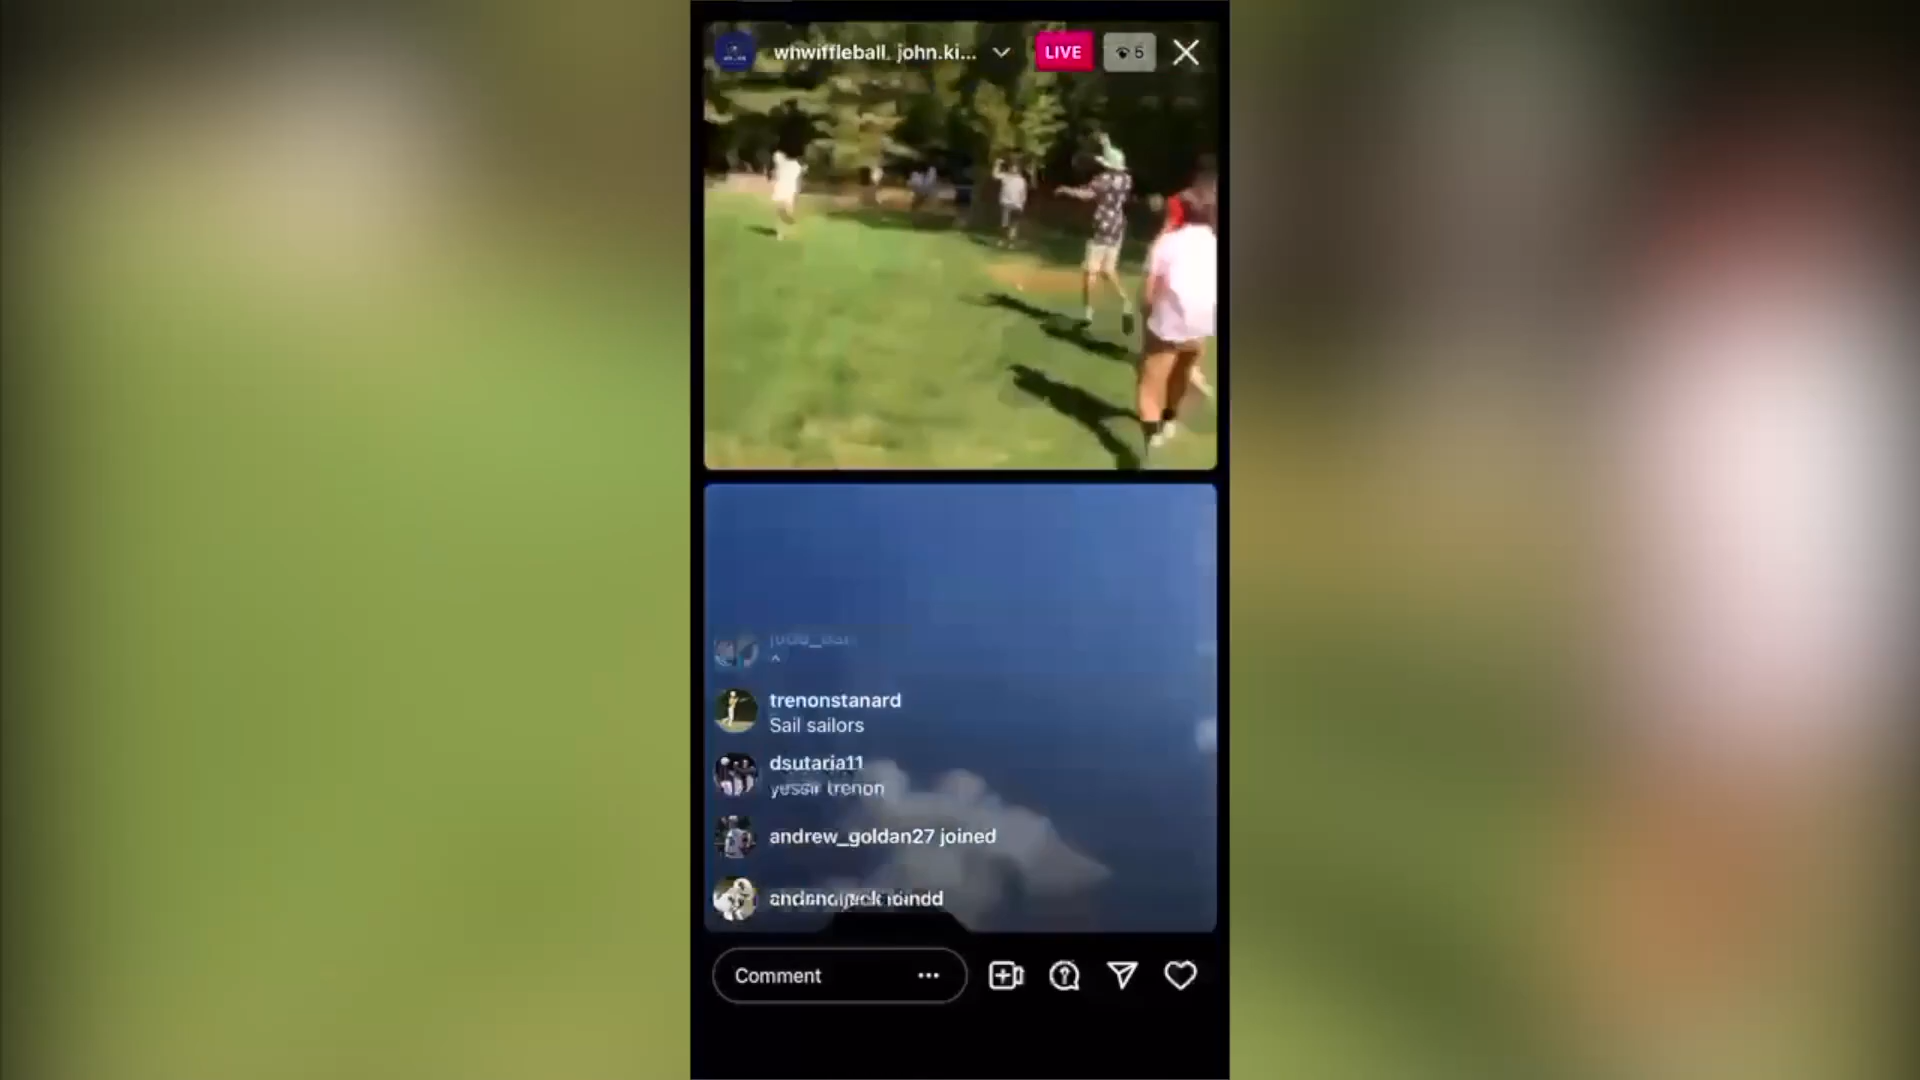 whwiffleball, john.ki...
LIVE
5
^
trenonstanard
Sail sailors
dsutaria11
yessir trenon
andrew_goldan27 joined
Comment